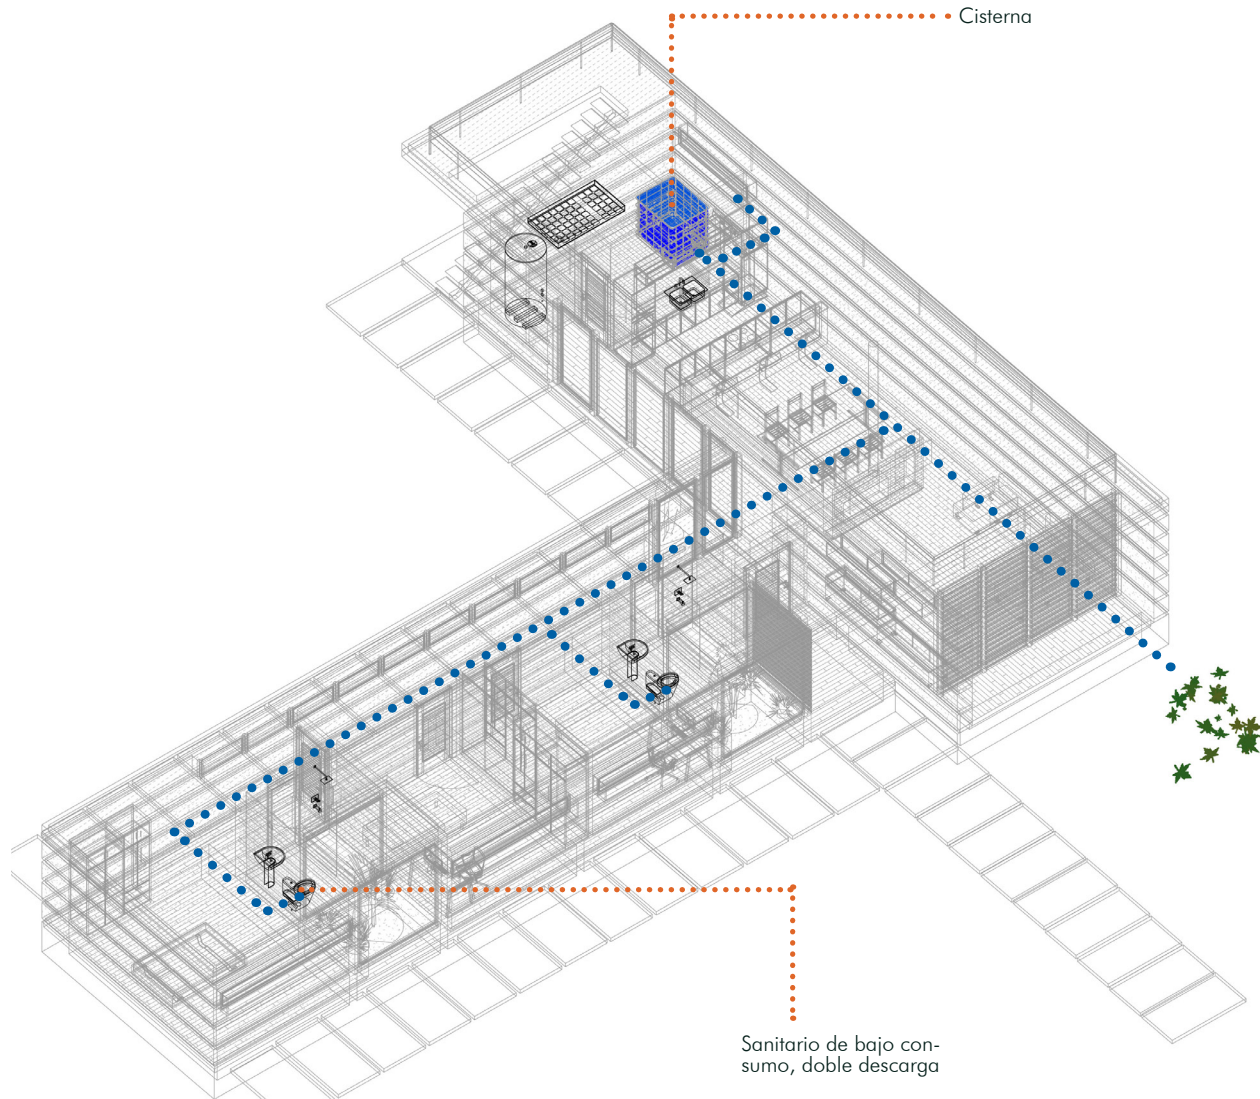 Cisterna
Sanitario de bajo con-
sumo, doble descarga